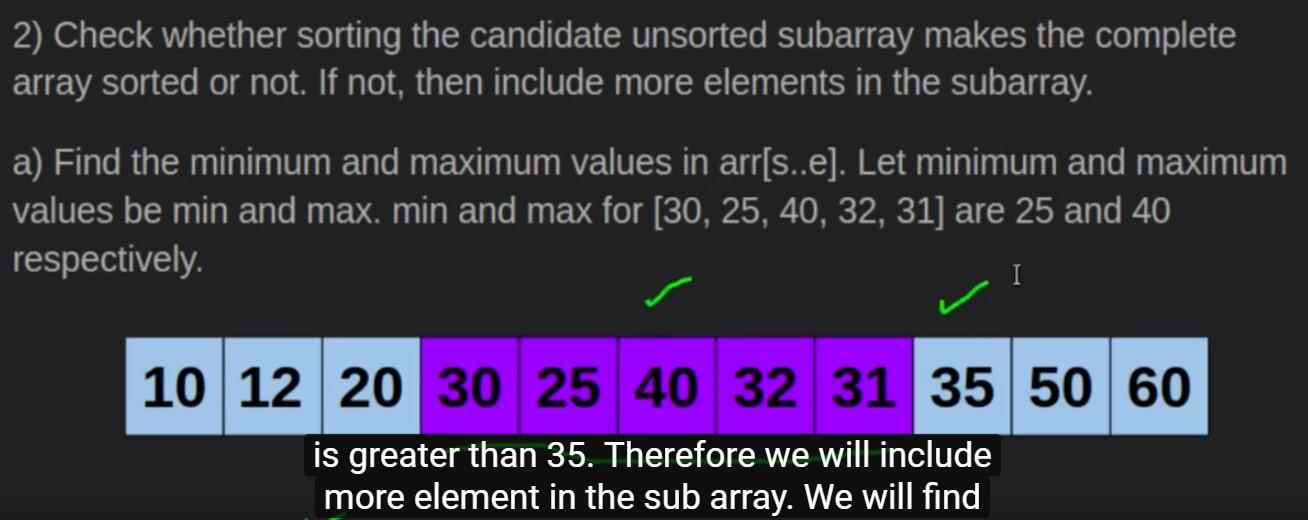 2) Check whether sorting the candidate unsorted subarray makes the complete
array sorted or not. If not, then include more elements in the subarray.
a) Find the minimum and maximum values in arr[s..e]. Let minimum and maximum
values be min and max. min and max for [30, 25, 40, 32, 31] are 25 and 40
respectively.
10 12 20 30 25 40 32 31 35 50 60
is greater than 35. Therefore we will include
more element in the sub array. We will find